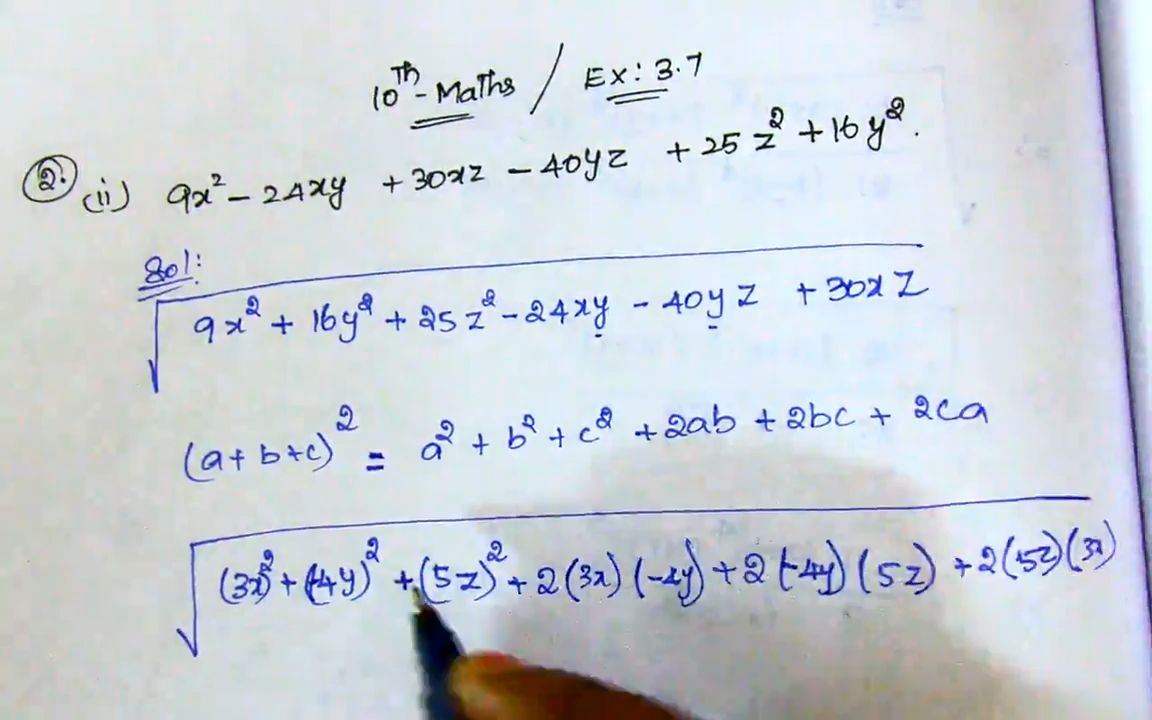 10ᵀʰ - Maths / Ex: 3.7
2. (ii) 9x² - 24xy + 30xz - 40yz + 25z² + 16y².
Sol:
√(9x² + 16y² + 25z² - 24xy - 40yz + 30xz)
(a+b+c)² = a² + b² + c² + 2ab + 2bc + 2ca
√((3x)² + (-4y)² + (5z)² + 2(3x)(-4y) + 2(-4y)(5z) + 2(5z)(3x))